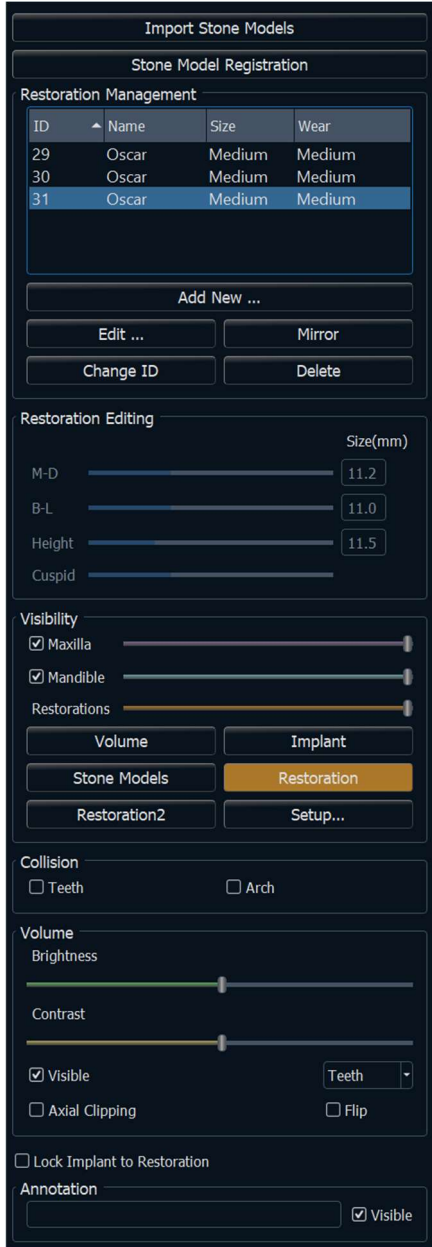 Import Stone Models
Stone Model Registration
Restoration Management
ID Name Size Wear
29 Oscar Medium Medium
30 Oscar Medium Medium
31 Oscar Medium Medium
Add New ...
Edit ... Mirror
Change ID Delete
Restoration Editing
Size(mm)
M-D 11.2
B-L 11.0
Height 11.5
Cuspid
Visibility
Maxilla
Mandible
Restorations
Volume Implant
Stone Models Restoration
Restoration2 Setup...
Collision
Teeth Arch
Volume
Brightness
Contrast
Visible Teeth
Axial Clipping Flip
Lock Implant to Restoration
Annotation
Visible